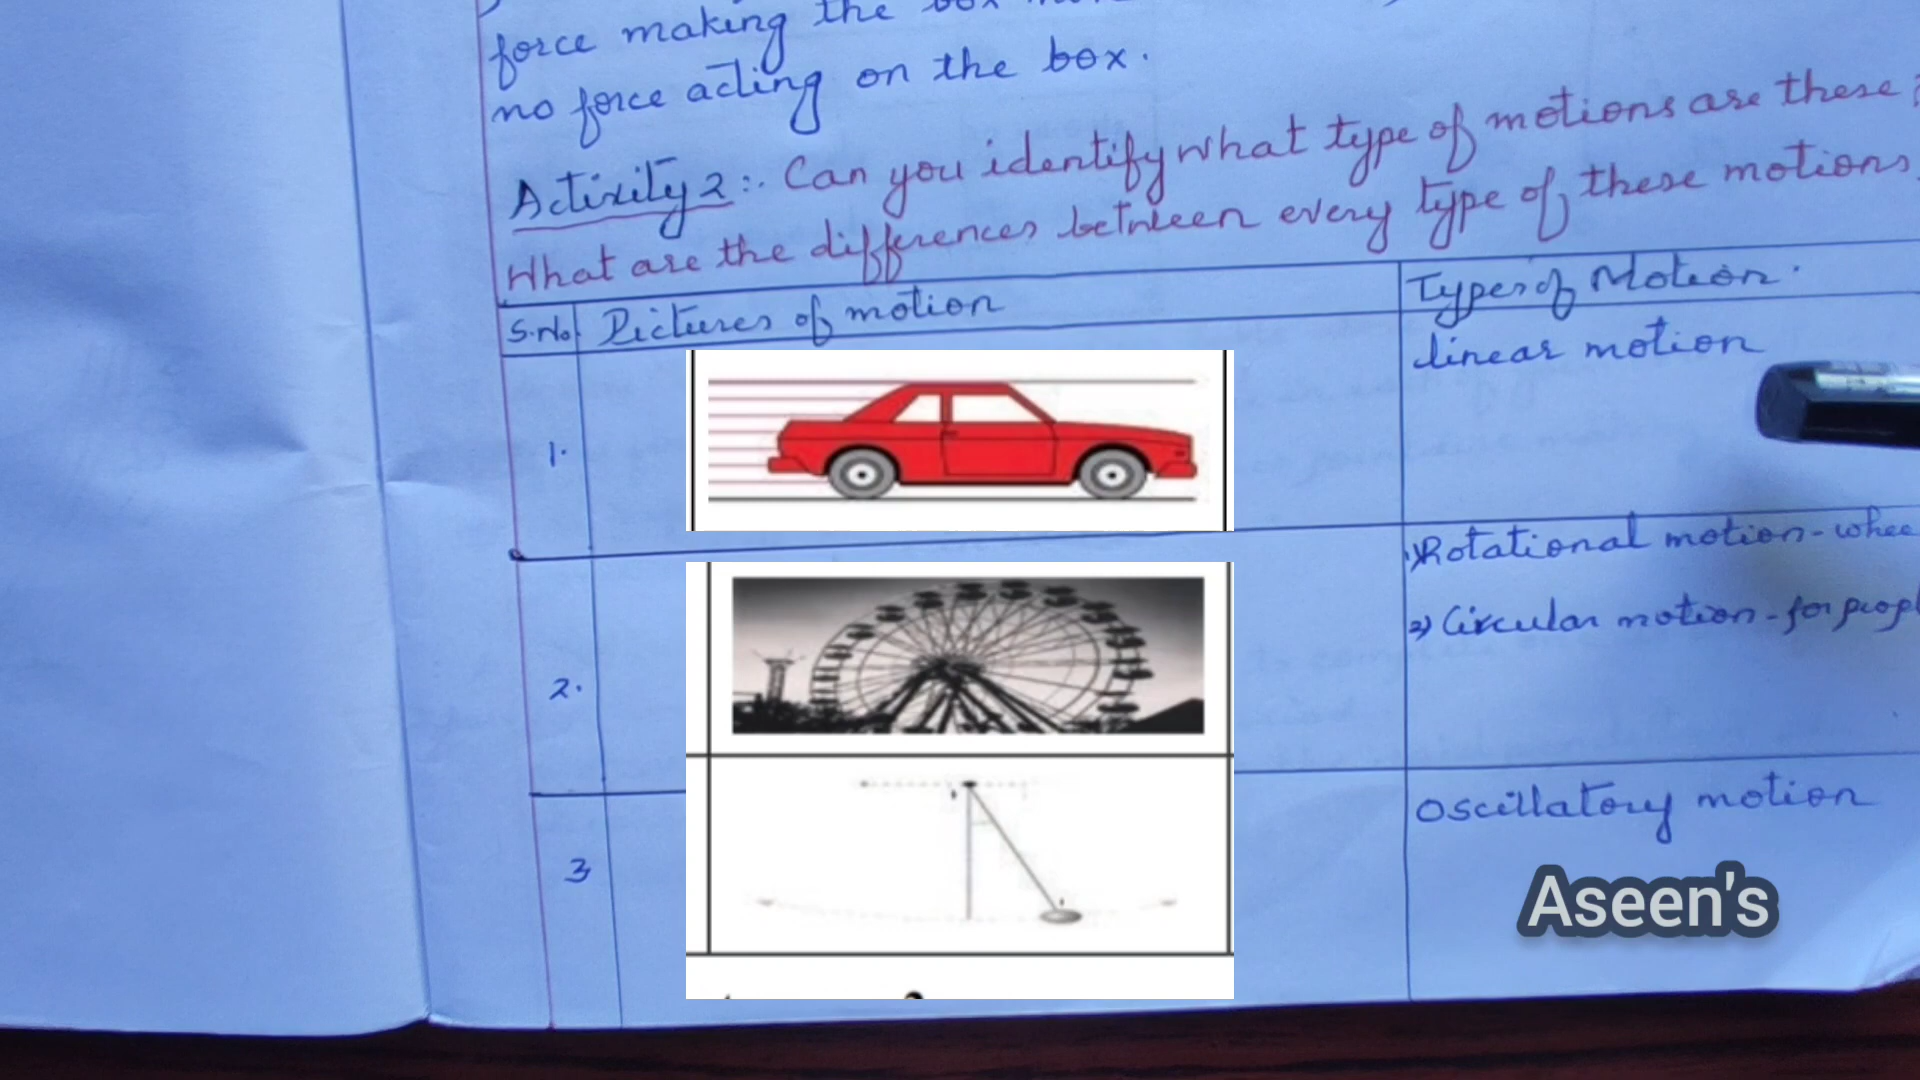 force making the box
no force acting on the box.
Activity 2:. Can you identify what type of motions are these
What are the differences between every type of these motions
S.No Pictures of motion Types of Motion.
linear motion
1.
1) Rotational motion - whee
2) Circular motion - for peopl
2.
Oscillatory motion
3
Aseen's